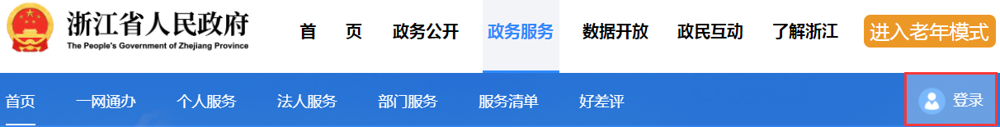 浙江省人民政府
The People's Government of Zhejiang Province
首 页 政务公开 政务服务 数据开放 政民互动 了解浙江 进入老年模式
首页 一网通办 个人服务 法人服务 部门服务 服务清单 好差评 登录